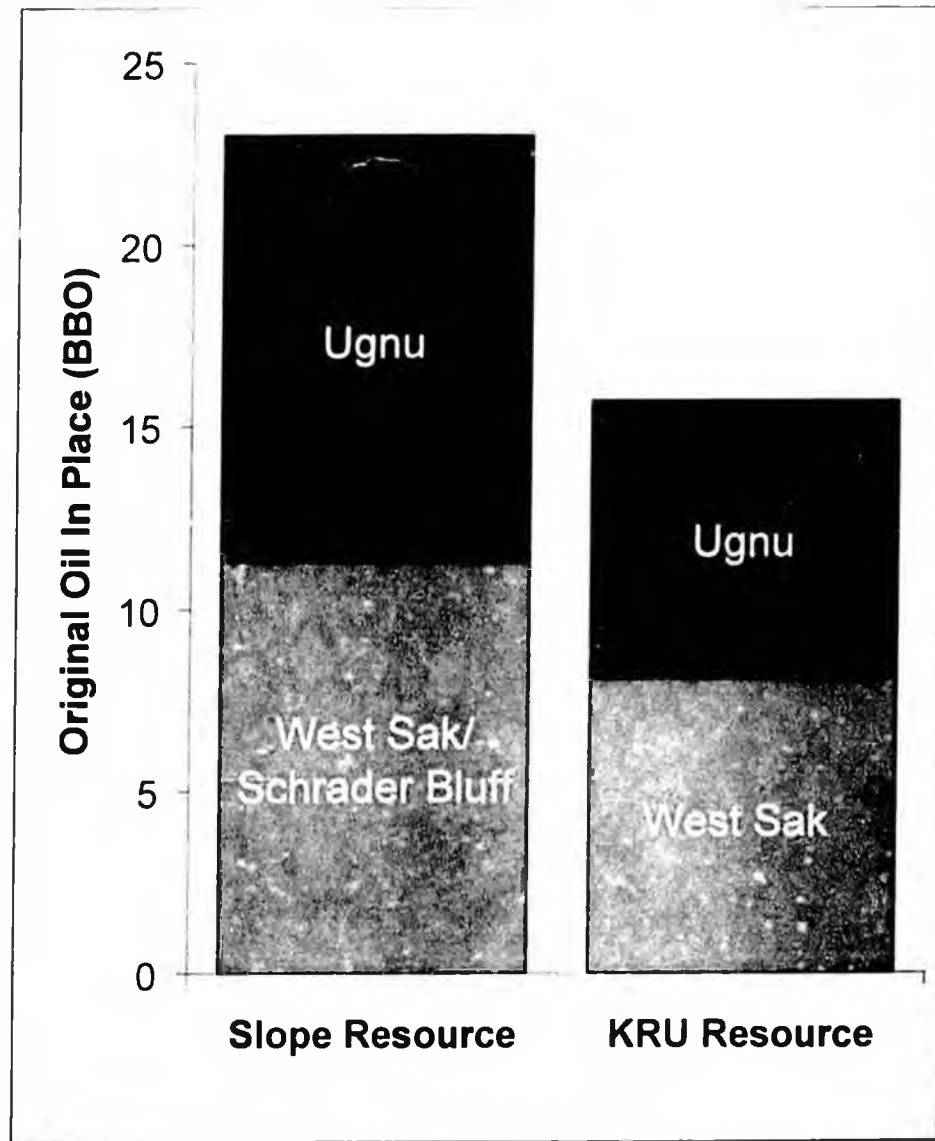 Original Oil In Place (BBO)
25
20
15
10
5
0
Ugnu
West Sak/
Schrader Bluff
Ugnu
West Sak
Slope Resource
KRU Resource